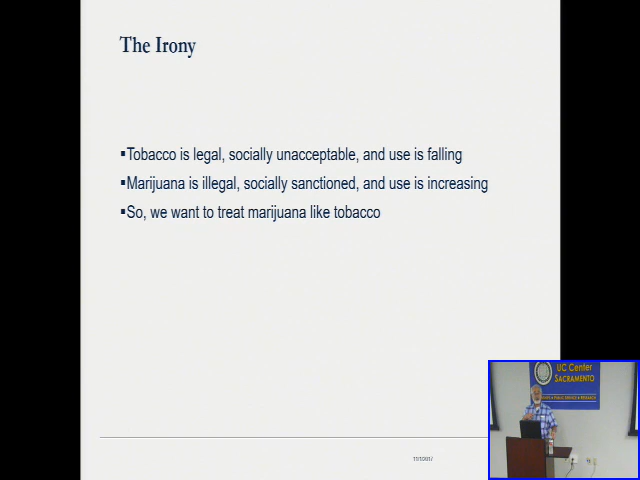 The Irony
▪Tobacco is legal, socially unacceptable, and use is falling
▪Marijuana is illegal, socially sanctioned, and use is increasing
▪So, we want to treat marijuana like tobacco
UC Center
SACRAMENTO